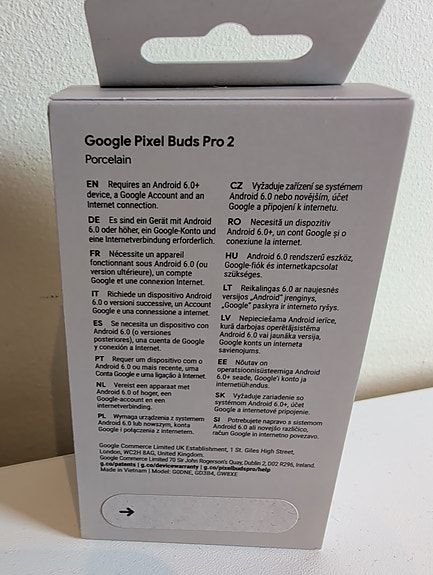 Google Pixel Buds Pro 2
Porcelain
EN Requires an Android 6.0+
device, a Google Account and an
Internet connection.
DE Es sind ein Gerät mit Android
6.0 oder höher, ein Google-Konto und
eine Internetverbindung erforderlich.
FR Nécessite un appareil
fonctionnant sous Android 6.0 (ou
version ultérieure), un compte
Google et une connexion Internet.
IT Richiede un dispositivo Android
6.0 o versioni successive, un Account
Google e una connessione a internet.
ES Se necesita un dispositivo con
Android 6.0 (o versiones
posteriores), una cuenta de Google
y conexión a Internet.
PT Requer um dispositivo com o
Android 6.0 ou mais recente, uma
Conta Google e uma ligação à Internet.
NL Vereist een apparaat met
Android 6.0 of hoger, een
Google-account en een
internetverbinding.
PL Wymaga urządzenia z systemem
Android 6.0 lub nowszym, konta
Google i połączenia z internetem.
CZ Vyžaduje zařízení se systémem
Android 6.0 nebo novějším, účet
Google a připojení k internetu.
RO Necesită un dispozitiv
Android 6.0+, un cont Google și o
conexiune la internet.
HU Android 6.0 rendszerű eszköz,
Google-fiók és internetkapcsolat
szükséges.
LT Reikalingas 6.0 ar naujesnės
versijos „Android" įrenginys,
„Google" paskyra ir interneto ryšys.
LV Nepieciešama Android ierīce,
kurā darbojas operētājsistēma
Android 6.0 vai jaunāka versija,
Google konts un interneta
savienojums.
EE Nõutav on
operatsioonisüsteemiga Android
6.0+ seade, Google'i konto ja
internetiühendus.
SK Vyžaduje zariadenie so
systémom Android 6.0+, účet
Google a internetové pripojenie.
SI Potrebujete napravo s sistemom
Android 6.0 ali novejšo različico,
račun Google in internetno povezavo.
Google Commerce Limited UK Establishment, 1 St. Giles High Street,
London, WC2H 8AG, United Kingdom.
Google Commerce Limited 70 Sir John Rogerson's Quay, Dublin 2, D02 R296, Ireland.
g.co/patents | g.co/devicewarranty | g.co/pixelbudspro/help
Made in Vietnam | Model: G0DNE, GD3B4, GW8XE